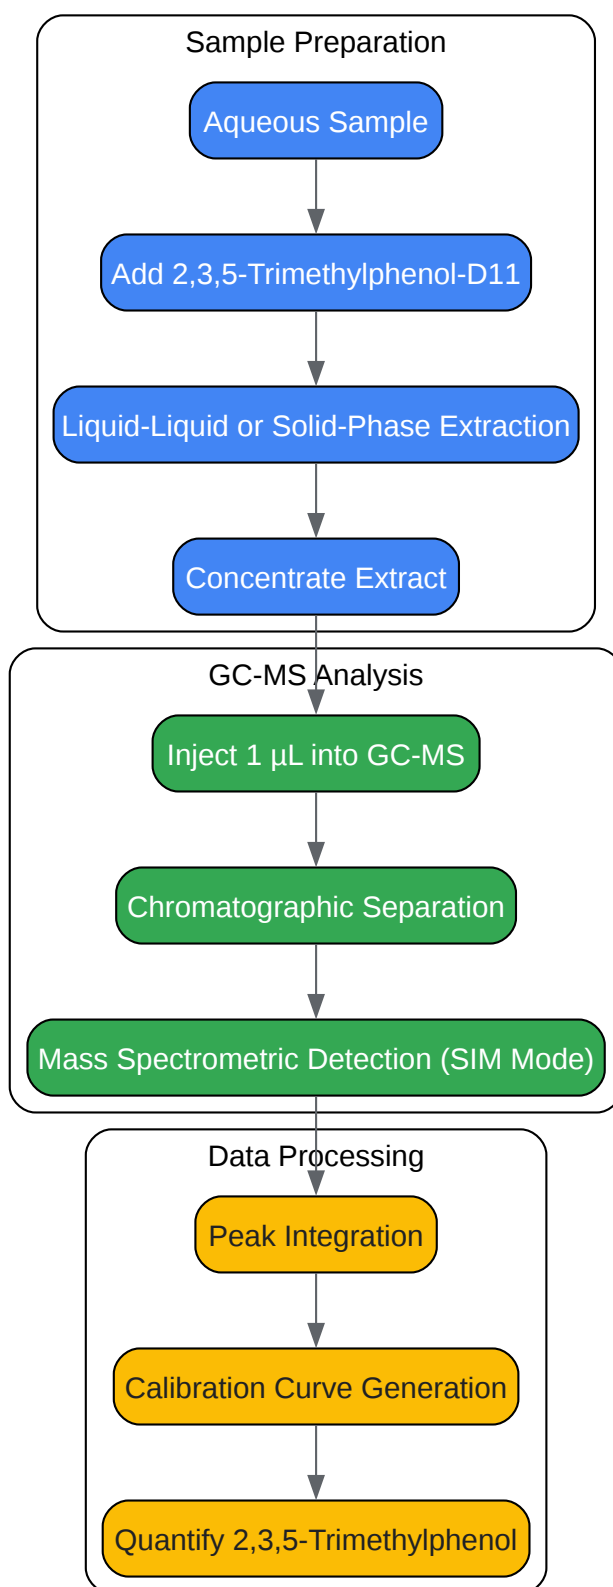 Sample Preparation
Aqueous Sample
Add 2,3,5-Trimethylphenol-D11
Liquid-Liquid or Solid-Phase Extraction
Concentrate Extract
GC-MS Analysis
Inject 1 µL into GC-MS
Chromatographic Separation
Mass Spectrometric Detection (SIM Mode)
Data Processing
Peak Integration
Calibration Curve Generation
Quantify 2,3,5-Trimethylphenol